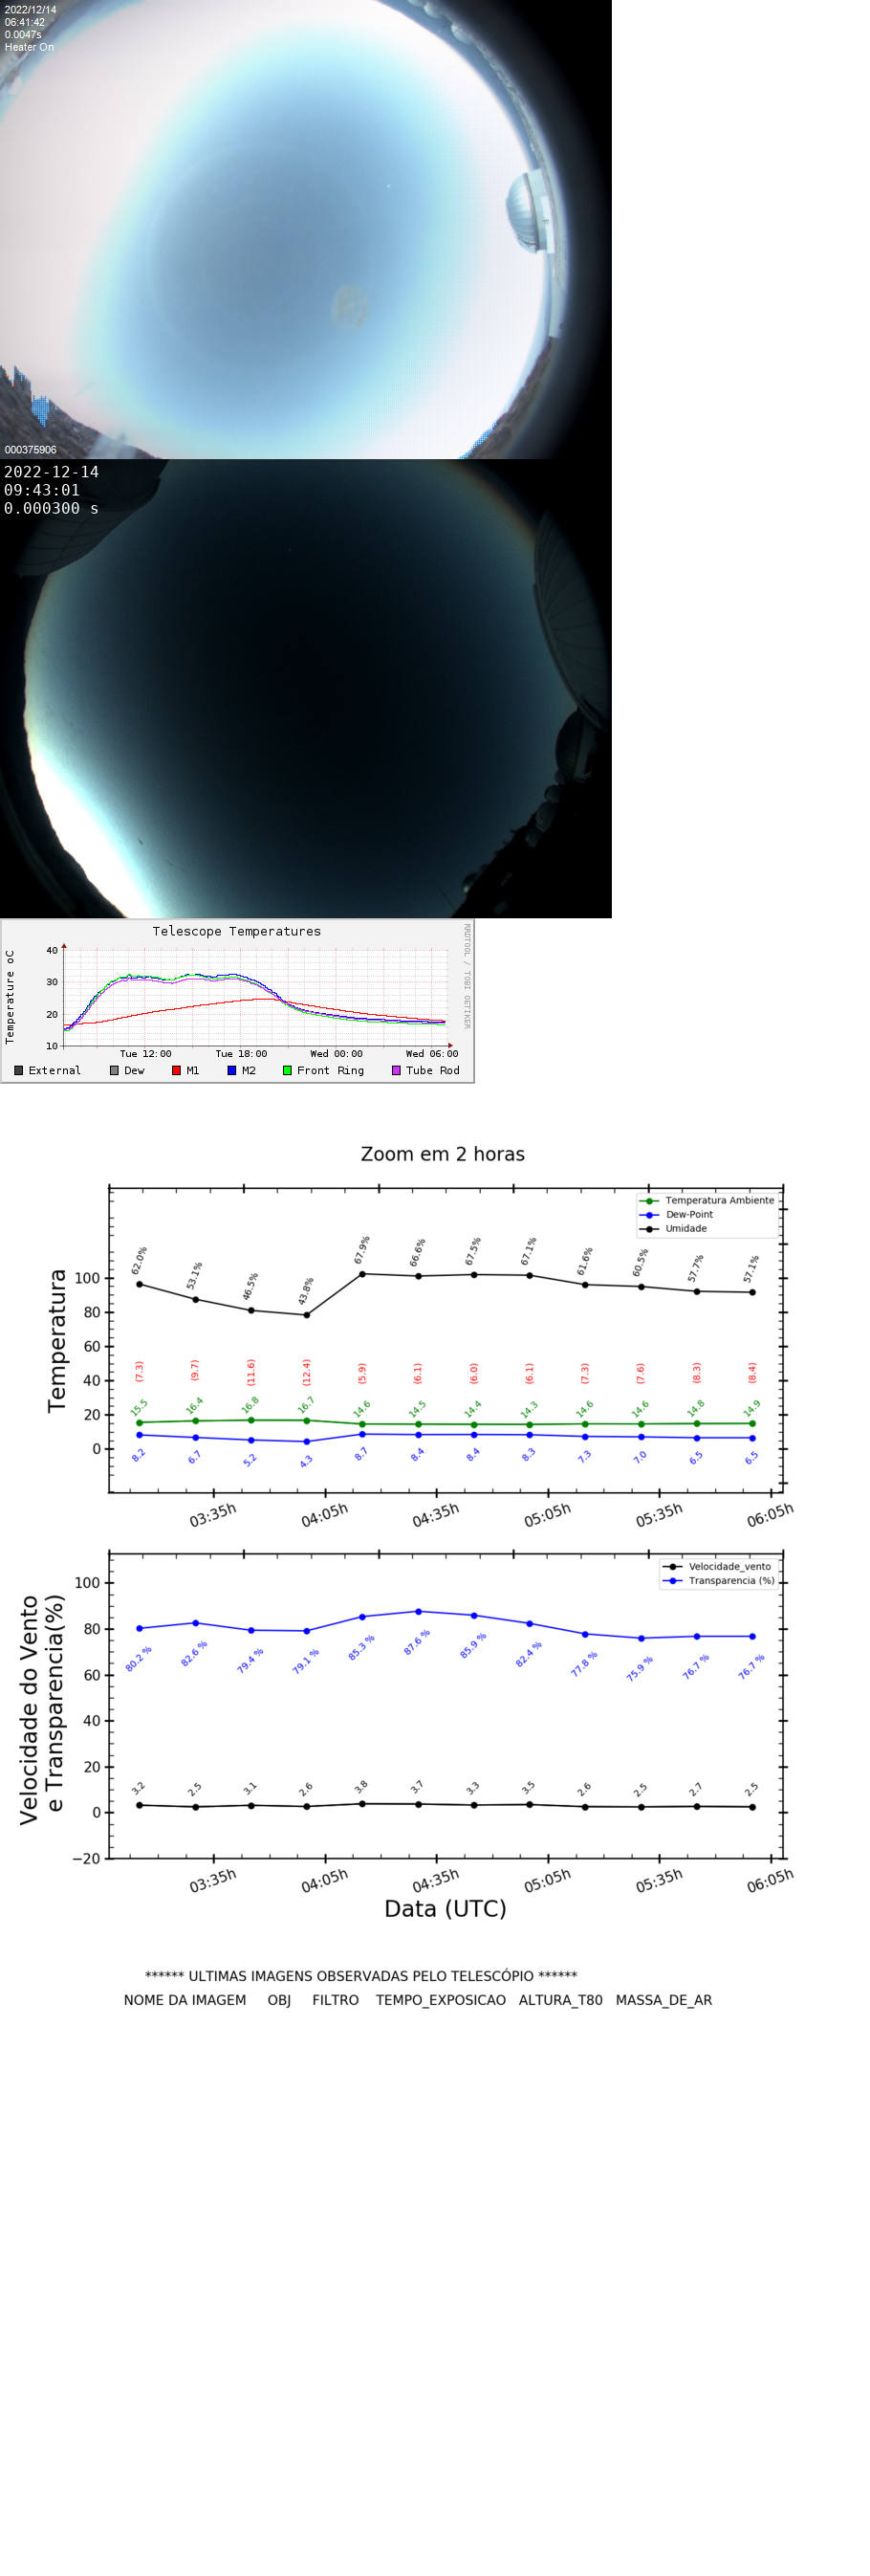 2022/12/14
06:41:42
0.0047s
Heater On
000375906
2022-12-14
09:43:01
0.000300 s
Telescope Temperatures
RRDTOOL / TOBI OETIKER
Temperature oC
40
30
20
10
Tue 12:00 Tue 18:00 Wed 00:00 Wed 06:00
External Dew M1 M2 Front Ring Tube Rod
Zoom em 2 horas
Temperatura Ambiente
Dew-Point
Umidade
Temperatura
100
80
60
40
20
0
62.0% 53.1% 46.5% 43.8% 67.9% 66.6% 67.5% 67.1% 61.6% 60.5% 57.7% 57.1%
(7.3) (9.7) (11.6) (12.4) (5.9) (6.1) (6.0) (6.1) (7.3) (7.6) (8.3) (8.4)
15.5 16.4 16.8 16.7 14.6 14.5 14.4 14.3 14.6 14.6 14.8 14.9
8.2 6.7 5.2 4.3 8.7 8.4 8.4 8.3 7.3 7.0 6.5 6.5
03:35h 04:05h 04:35h 05:05h 05:35h 06:05h
Velocidade_vento
Transparencia (%)
Velocidade do Vento
e Transparencia(%)
100
80
60
40
20
0
−20
80.2 % 82.6 % 79.4 % 79.1 % 85.3 % 87.6 % 85.9 % 82.4 % 77.8 % 75.9 % 76.7 % 76.7 %
3.2 2.5 3.1 2.6 3.8 3.7 3.3 3.5 2.6 2.5 2.7 2.5
03:35h 04:05h 04:35h 05:05h 05:35h 06:05h
Data (UTC)
****** ULTIMAS IMAGENS OBSERVADAS PELO TELESCÓPIO ******
NOME DA IMAGEM OBJ FILTRO TEMPO_EXPOSICAO ALTURA_T80 MASSA_DE_AR